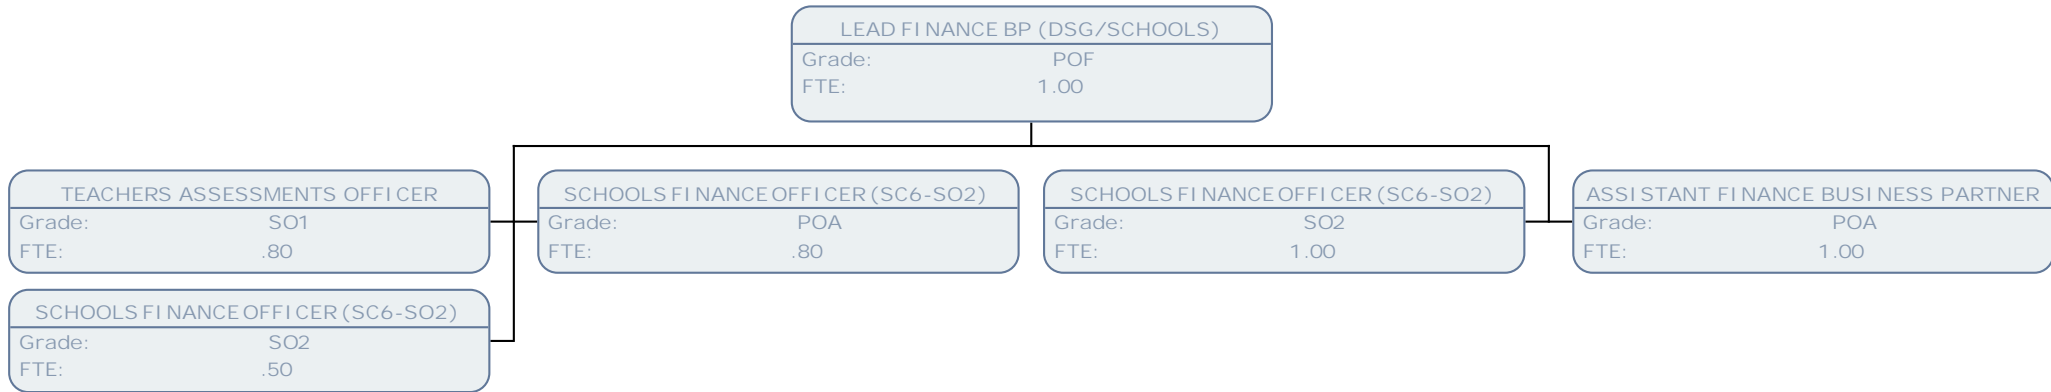 LEAD FINANCE BP (DSG/SCHOOLS)
Grade: POF
FTE: 1.00
TEACHERS ASSESSMENTS OFFICER
Grade: SO1
FTE: .80
SCHOOLS FINANCE OFFICER (SC6-SO2)
Grade: POA
FTE: .80
SCHOOLS FINANCE OFFICER (SC6-SO2)
Grade: SO2
FTE: 1.00
ASSISTANT FINANCE BUSINESS PARTNER
Grade: POA
FTE: 1.00
SCHOOLS FINANCE OFFICER (SC6-SO2)
Grade: SO2
FTE: .50